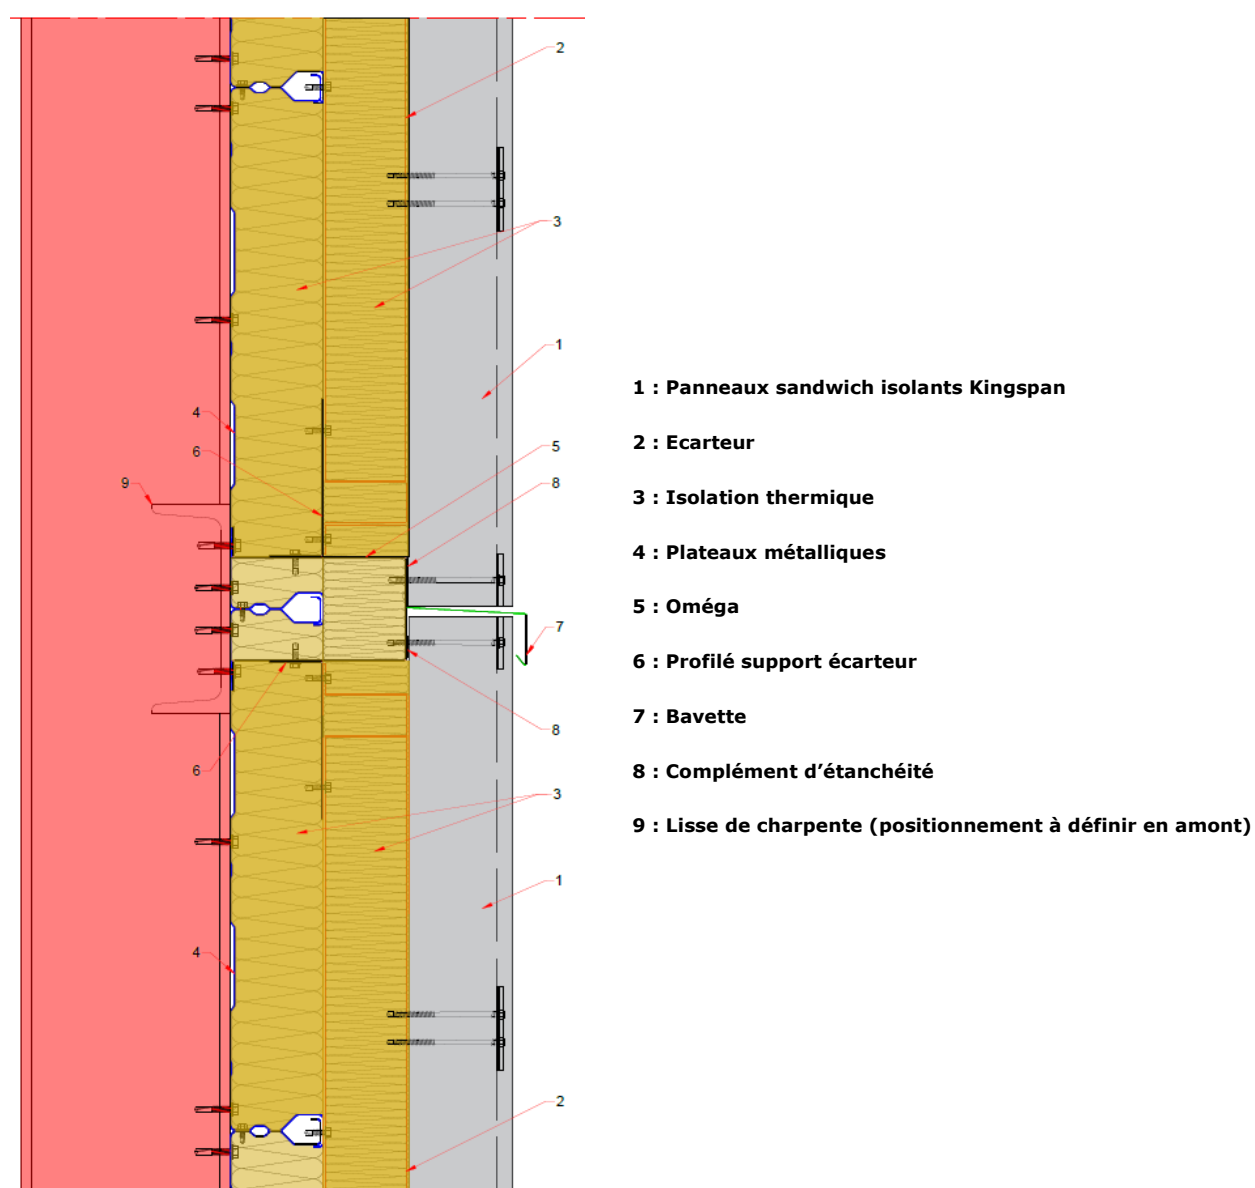 2
3
1
4
6
5
8
9
7
8
6
3
1
4
2
1 : Panneaux sandwich isolants Kingspan
2 : Ecarteur
3 : Isolation thermique
4 : Plateaux métalliques
5 : Oméga
6 : Profilé support écarteur
7 : Bavette
8 : Complément d’étanchéité
9 : Lisse de charpente (positionnement à définir en amont)